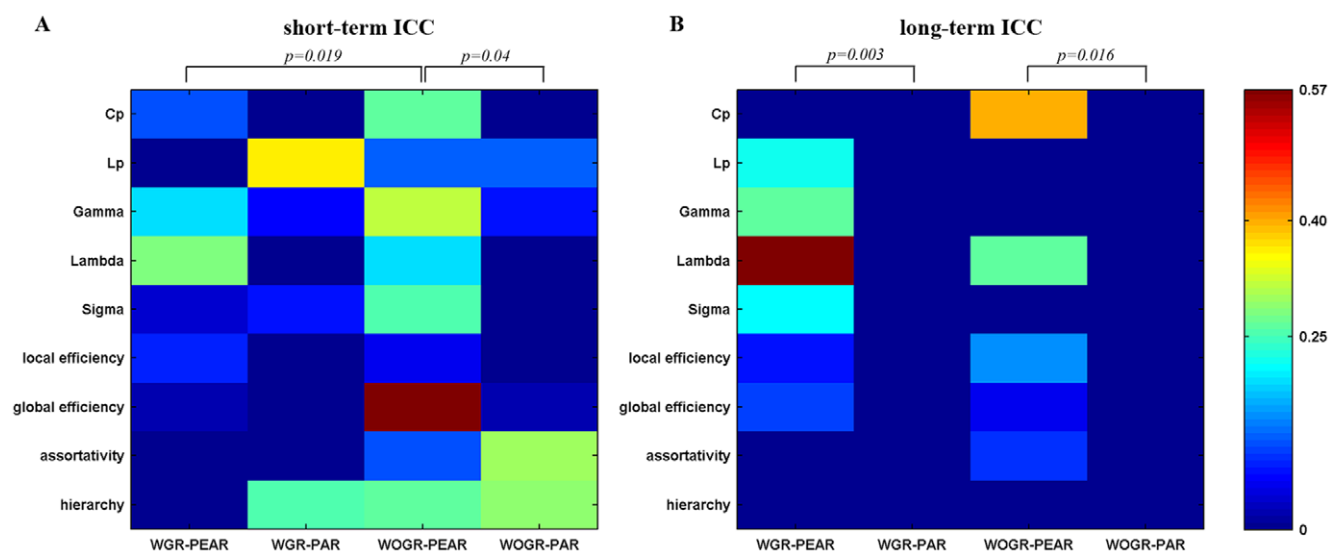 A
short-term ICC
p=0.019
p=0.04
Cp
Lp
Gamma
Lambda
Sigma
local efficiency
global efficiency
assortativity
hierarchy
WGR-PEAR WGR-PAR WOGR-PEAR WOGR-PAR
B
long-term ICC
p=0.003
p=0.016
Cp
Lp
Gamma
Lambda
Sigma
local efficiency
global efficiency
assortativity
hierarchy
WGR-PEAR WGR-PAR WOGR-PEAR WOGR-PAR
0.57
0.40
0.25
0